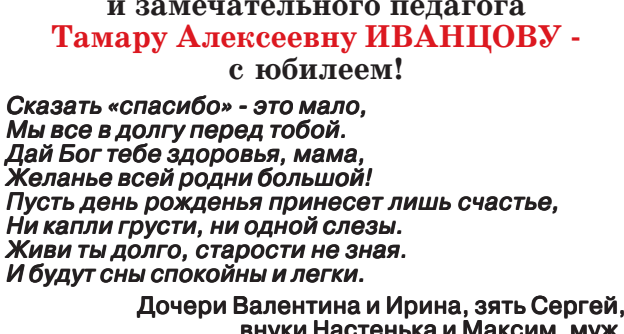 и замечательного педагога
Тамару Алексеевну ИВАНЦОВУ -
с юбилеем!
Сказать «спасибо» - это мало,
Мы все в долгу перед тобой.
Дай Бог тебе здоровья, мама,
Желанье всей родни большой!
Пусть день рожденья принесет лишь счастье,
Ни капли грусти, ни одной слезы.
Живи ты долго, старости не зная.
И будут сны спокойны и легки.
Дочери Валентина и Ирина, зять Сергей,
внуки Настенька и Максим, муж